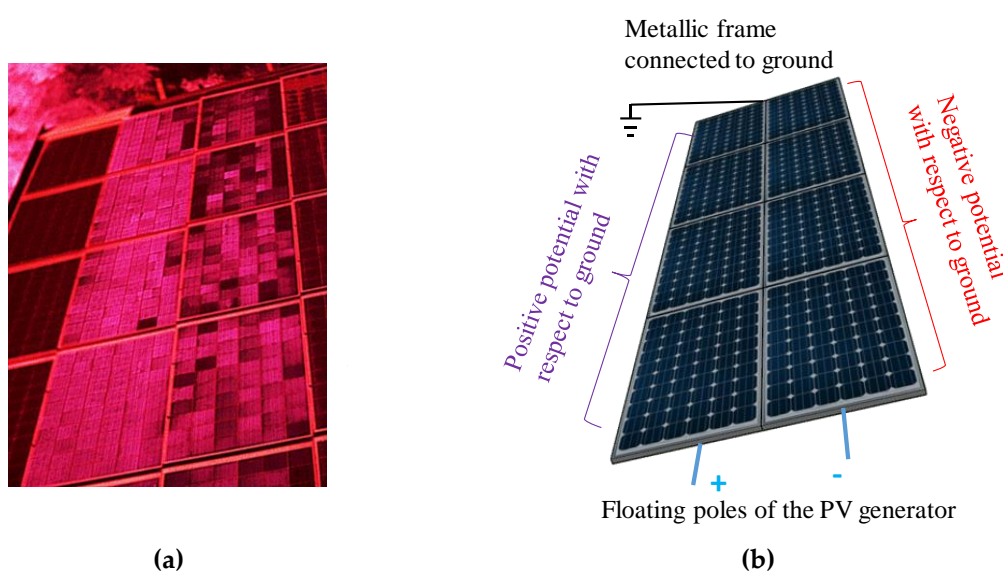 Metallic frame
connected to ground
Positive potential with
respect to ground
Negative potential
with respect to ground
+
-
Floating poles of the PV generator
(a)
(b)